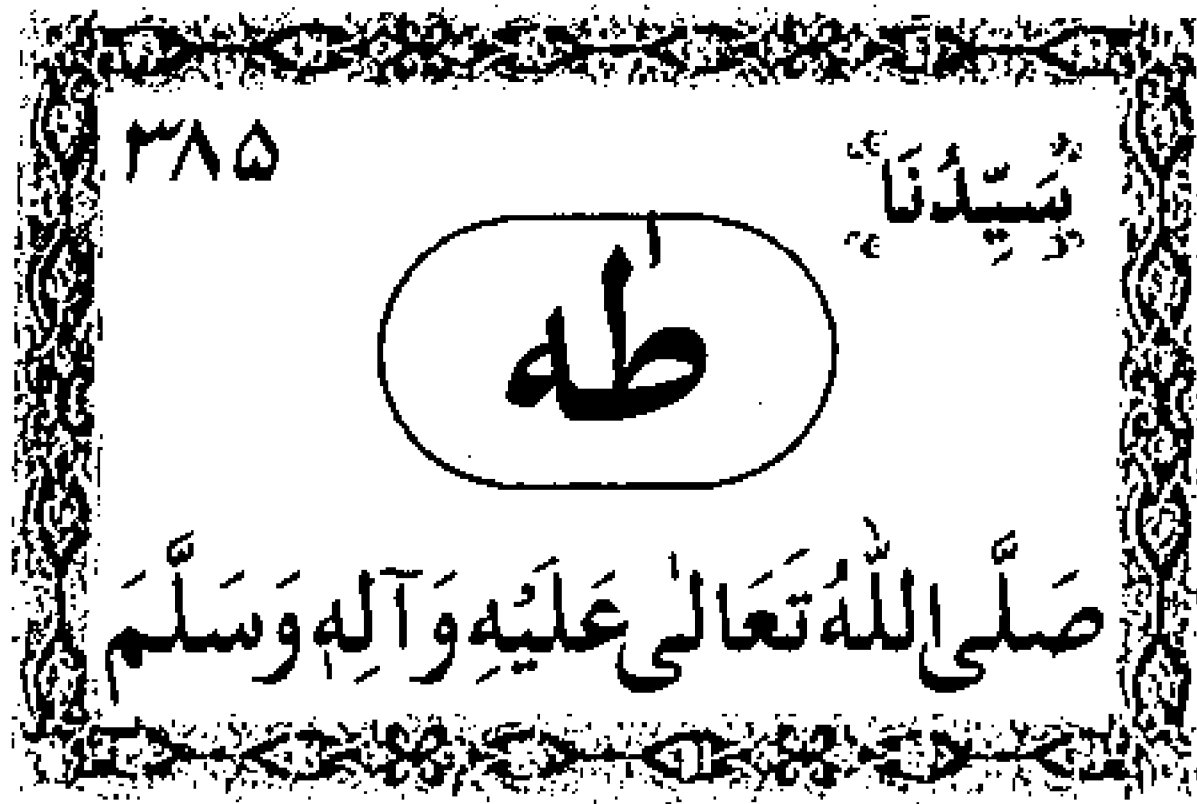 سَيِّدُنَا
۳۸۵
طٰهٰ
صَلَّى اللّٰهُ تَعَالٰى عَلَيْهِ وَآلِهٖ وَسَلَّمَ